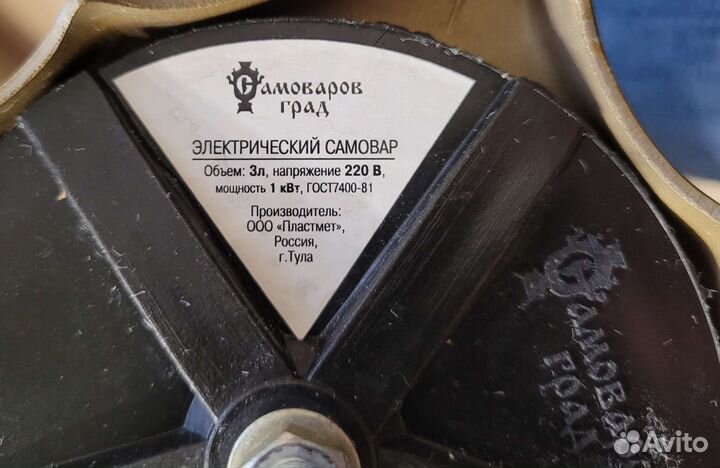 Самоваров
град
ЭЛЕКТРИЧЕСКИЙ САМОВАР
Объем: 3л, напряжение 220 В,
мощность 1 кВт, ГОСТ7400-81
Производитель:
ООО «Пластмет»,
Россия,
г.Тула
Самовар
град
Avito